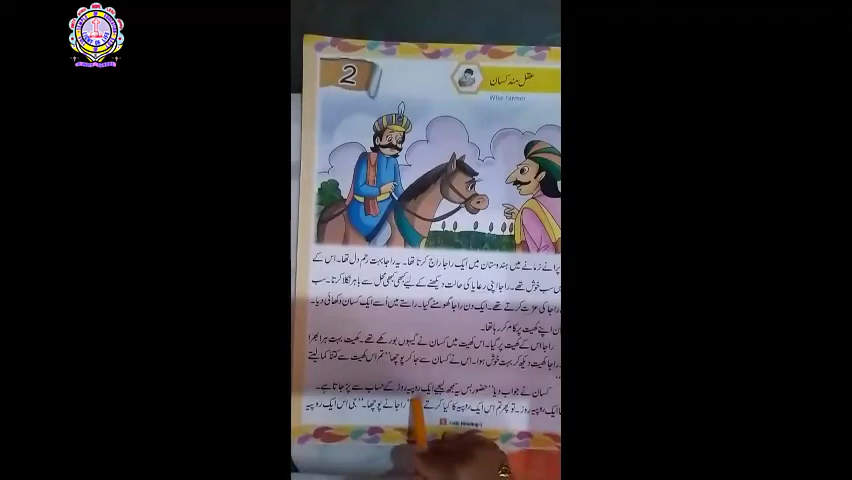 2
عقل مند کسان
Wise Farmer
پرانے زمانے میں ہندوستان میں ایک راجا راج کرتا تھا۔ یہ راجا بہت رحم دل تھا۔ اس کے
سب خوش تھے۔ راجا اپنی رعایا کی حالت دیکھنے کے لیے کبھی کبھی محل سے باہر نکلا کرتا۔ سب
راجا کی عزت کرتے تھے۔ ایک دن راجا گھومنے گیا۔ راستے میں اُسے ایک کسان دکھائی دیا۔
اپنے کھیت پر کام کر رہا تھا۔
راجا اس کے کھیت پر گیا۔ اس کھیت میں کسان نے گیہوں بو رکھے تھے۔ کھیت بہت ہرا بھرا
راجا کھیت دیکھ کر بہت خوش ہوا۔ اس نے کسان سے جا کر پوچھا "تم اس کھیت سے کتنا کما لیتے
کسان نے جواب دیا "حضور بس یہ سمجھ لیجیے ایک روپیہ روز کے حساب سے پڑ جاتا ہے۔
ایک روپیہ روز۔ تو پھر تم اس ایک روپیہ کا کیا کرتے راجا نے پوچھا۔ "جی اس ایک روپیہ